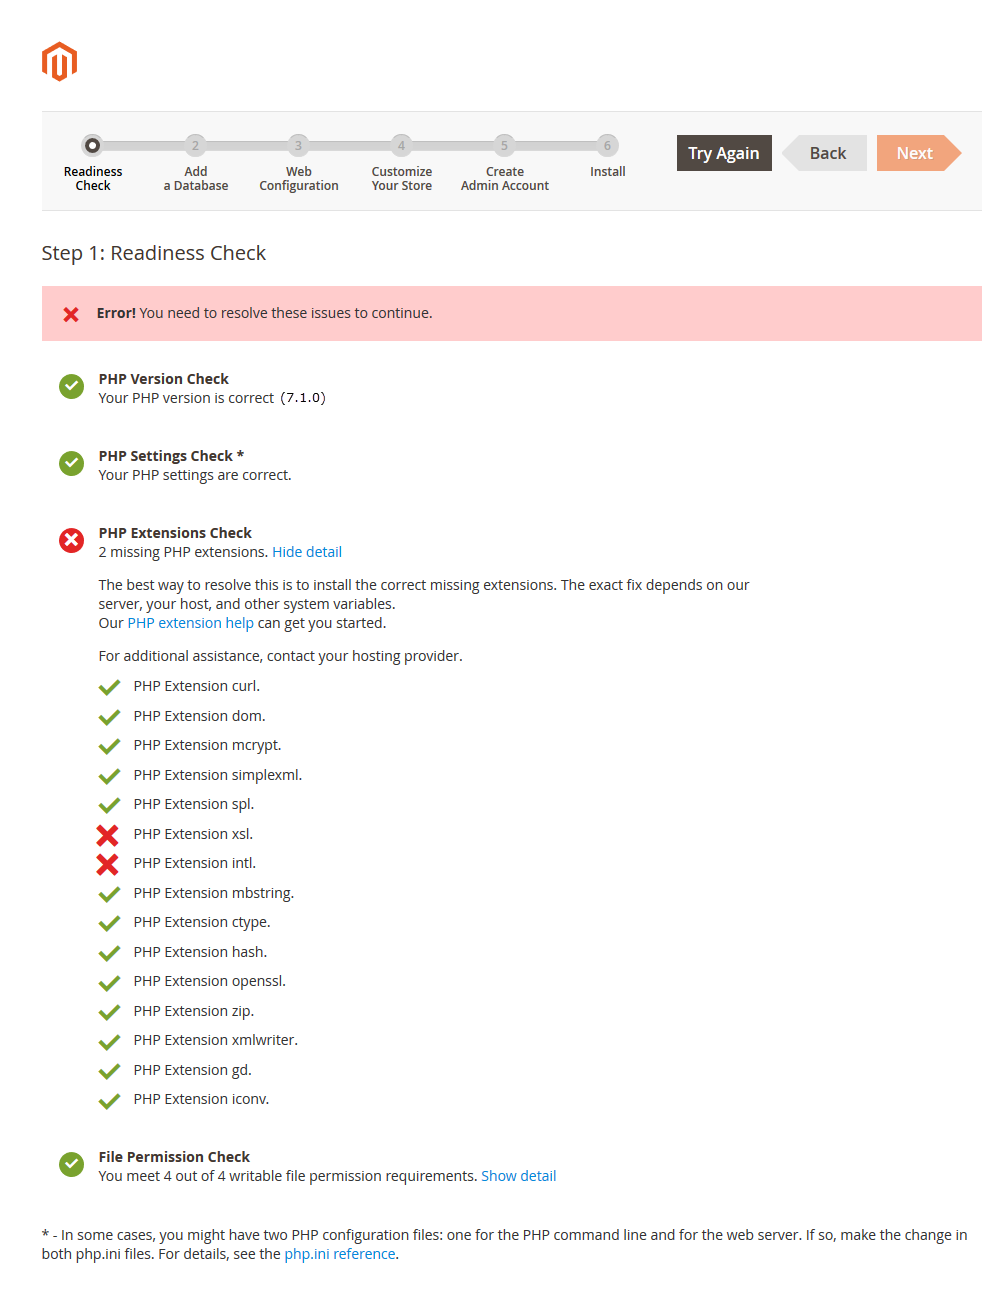 2
3
4
5
6
Readiness
Check
Add
a Database
Web
Configuration
Customize
Your Store
Create
Admin Account
Install
Try Again
Back
Next
Step 1: Readiness Check
Error! You need to resolve these issues to continue.
PHP Version Check
Your PHP version is correct (7.1.0)
PHP Settings Check *
Your PHP settings are correct.
PHP Extensions Check
2 missing PHP extensions. Hide detail
The best way to resolve this is to install the correct missing extensions. The exact fix depends on our
server, your host, and other system variables.
Our PHP extension help can get you started.
For additional assistance, contact your hosting provider.
PHP Extension curl.
PHP Extension dom.
PHP Extension mcrypt.
PHP Extension simplexml.
PHP Extension spl.
PHP Extension xsl.
PHP Extension intl.
PHP Extension mbstring.
PHP Extension ctype.
PHP Extension hash.
PHP Extension openssl.
PHP Extension zip.
PHP Extension xmlwriter.
PHP Extension gd.
PHP Extension iconv.
File Permission Check
You meet 4 out of 4 writable file permission requirements. Show detail
* - In some cases, you might have two PHP configuration files: one for the PHP command line and for the web server. If so, make the change in
both php.ini files. For details, see the php.ini reference.